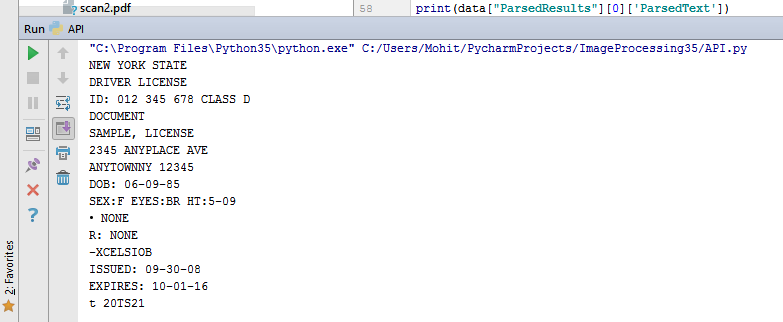 scan2.pdf
58 print(data["ParsedResults"][0]['ParsedText'])
Run API
"C:\Program Files\Python35\python.exe" C:/Users/Mohit/PycharmProjects/ImageProcessing35/API.py
NEW YORK STATE
DRIVER LICENSE
ID: 012 345 678 CLASS D
DOCUMENT
SAMPLE, LICENSE
2345 ANYPLACE AVE
ANYTOWNNY 12345
DOB: 06-09-85
SEX:F EYES:BR HT:5-09
• NONE
R: NONE
-XCELSIOB
ISSUED: 09-30-08
EXPIRES: 10-01-16
t 20TS21
2: Favorites